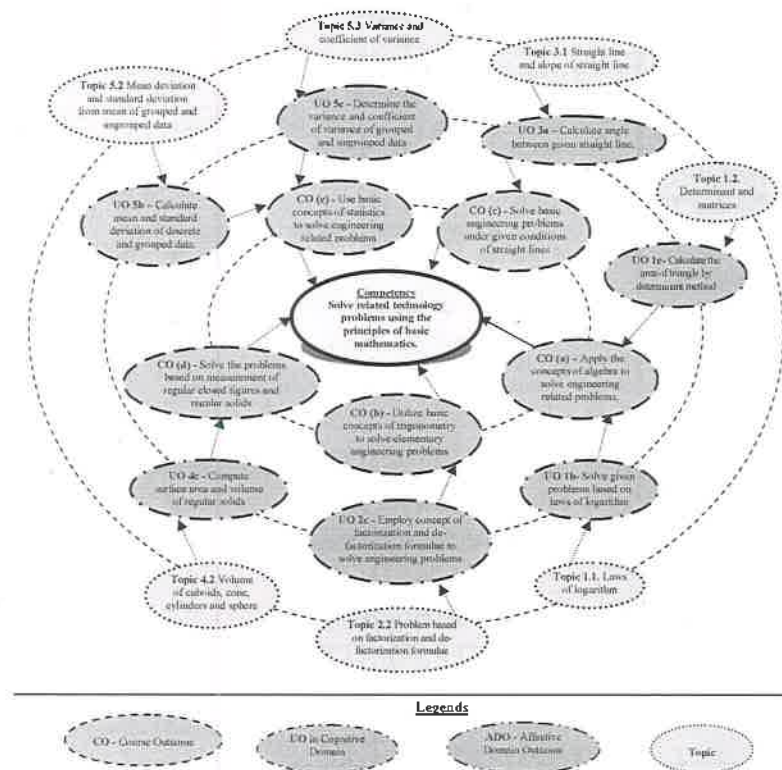 Topic 5.3 Variance and
coefficient of variance
Topic 3.1 Straight line
and slope of straight line
Topic 5.2 Mean deviation
and standard deviation
from mean of grouped and
ungrouped data
UO 5c - Determine the
variance and coefficient
of variance of grouped
and ungrouped data
UO 3a - Calculate angle
between given straight line.
Topic 1.2.
Determinant and
matrices
UO 5b - Calculate
mean and standard
deviation of discrete
and grouped data.
CO (e) - Use basic
concepts of statistics
to solve engineering
related problems
CO (c) - Solve basic
engineering problems
under given conditions
of straight lines
UO 1e- Calculate the
area of triangle by
determinant method
Competency
Solve related technology
problems using the
principles of basic
mathematics.
CO (d) - Solve the problems
based on measurement of
regular closed figures and
regular solids
CO (a) - Apply the
concepts of algebra to
solve engineering
related problems.
CO (b) - Utilize basic
concepts of trigonometry
to solve elementary
engineering problems
UO 4c - Compute
surface area and volume
of regular solids
UO 1b- Solve given
problems based on
laws of logarithm
UO 2c - Employ concept of
factorization and de-
factorization formulae to
solve engineering problems
Topic 4.2 Volume
of cuboids, cone,
cylinders and sphere
Topic 1.1. Laws
of logarithm
Topic 2.2 Problem based
on factorization and de-
factorization formulae
Legends
CO - Course Outcome
UO in Cognitive
Domain
ADO - Affective
Domain Outcome
Topic